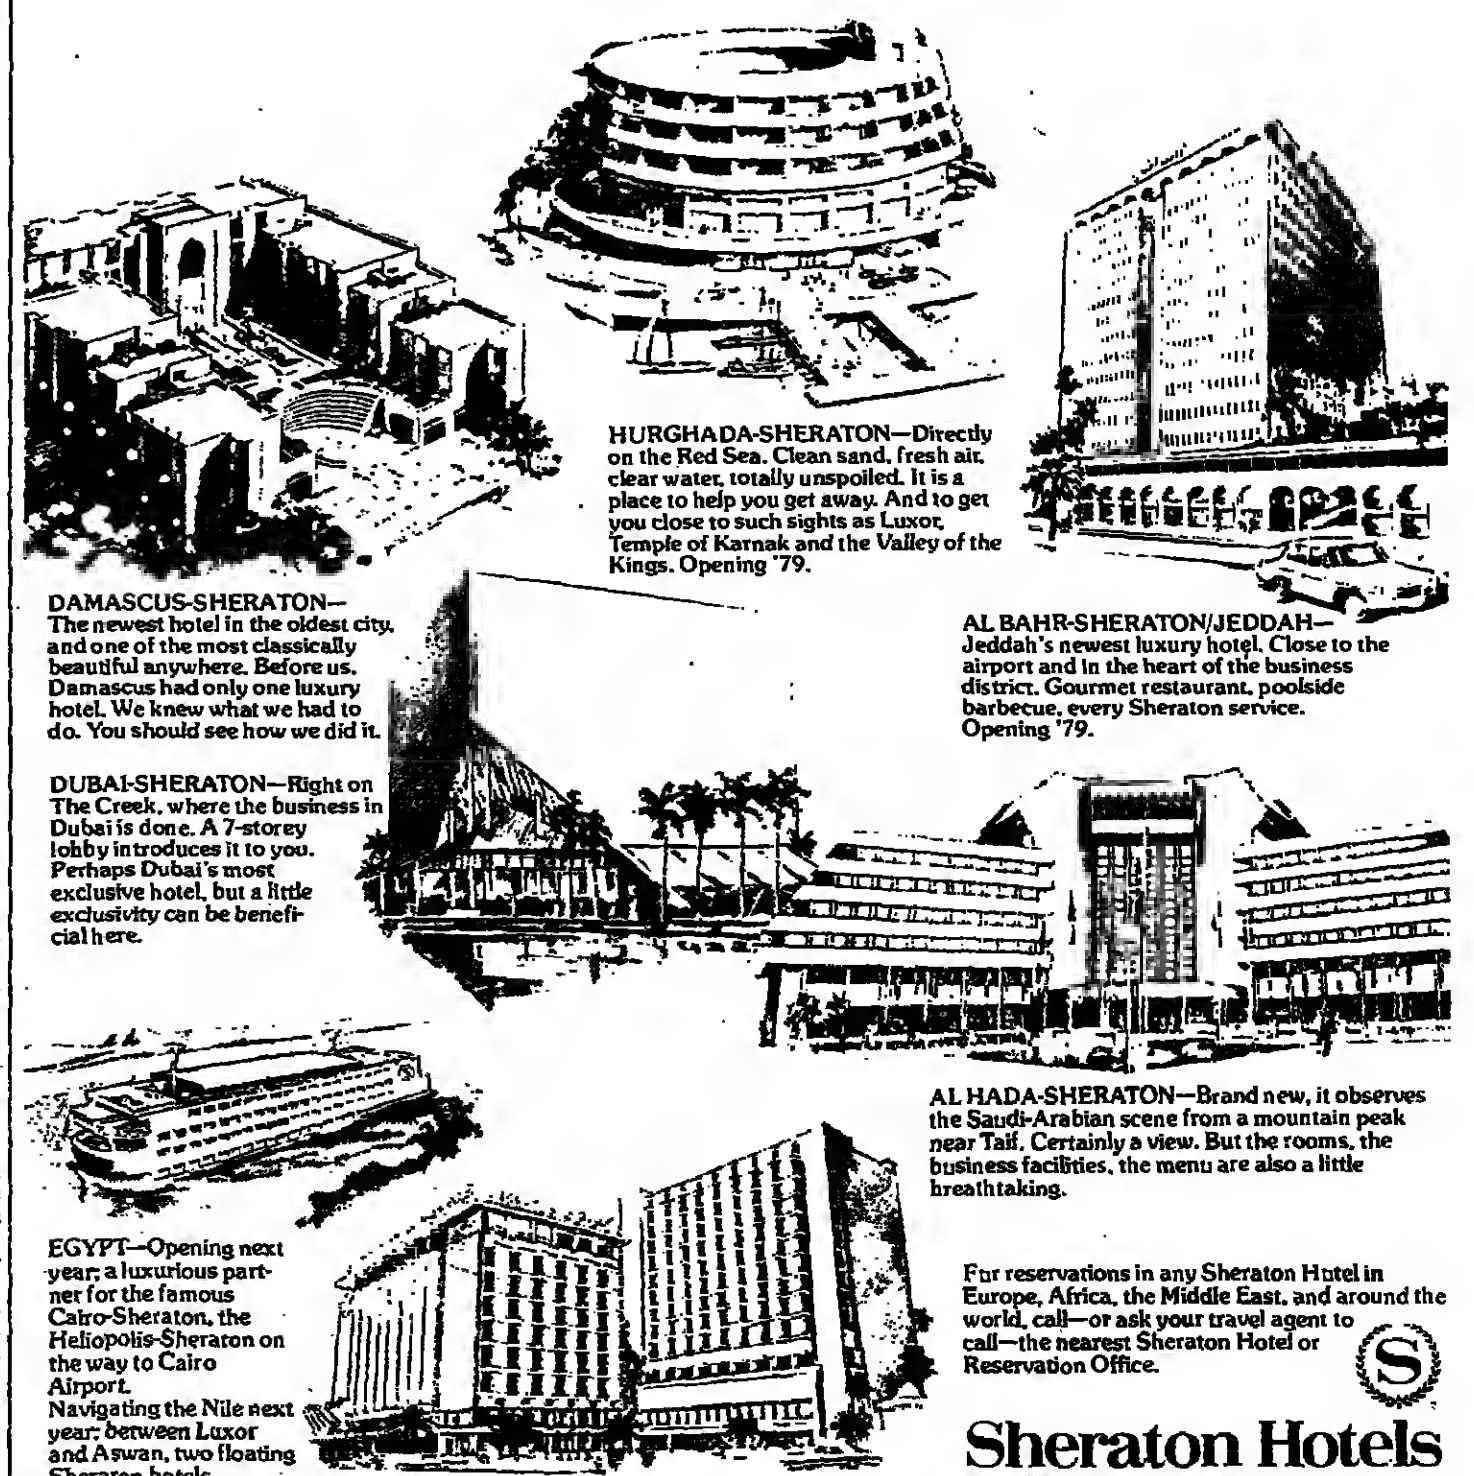 HURGHADA-SHERATON—Directly
on the Red Sea. Clean sand, fresh air,
clear water, totally unspoiled. It is a
place to help you get away. And to get
you close to such sights as Luxor,
Temple of Karnak and the Valley of the
Kings. Opening '79.
DAMASCUS-SHERATON—
The newest hotel in the oldest city,
and one of the most classically
beautiful anywhere. Before us,
Damascus had only one luxury
hotel. We knew what we had to
do. You should see how we did it.
AL BAHR-SHERATON/JEDDAH—
Jeddah's newest luxury hotel. Close to the
airport and in the heart of the business
district. Gourmet restaurant, poolside
barbecue, every Sheraton service.
Opening '79.
DUBAI-SHERATON—Right on
The Creek, where the business in
Dubai is done. A 7-storey
lobby introduces it to you.
Perhaps Dubai's most
exclusive hotel, but a little
exclusivity can be benefi-
cial here.
AL HADA-SHERATON—Brand new, it observes
the Saudi-Arabian scene from a mountain peak
near Taif. Certainly a view. But the rooms, the
business facilities, the menu are also a little
breathtaking.
EGYPT—Opening next
year: a luxurious part-
ner for the famous
Cairo-Sheraton, the
Heliopolis-Sheraton on
the way to Cairo
Airport.
Navigating the Nile next
year: between Luxor
and Aswan, two floating
Sheraton hotels.
For reservations in any Sheraton Hotel in
Europe, Africa, the Middle East, and around the
world, call—or ask your travel agent to
call—the nearest Sheraton Hotel or
Reservation Office.
S
Sheraton Hotels